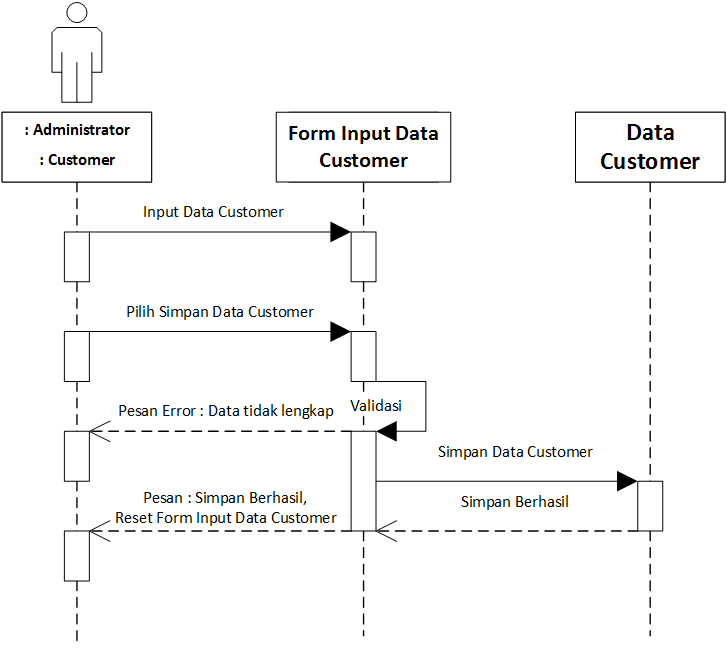 : Administrator
: Customer
Form Input Data
Customer
Data
Customer
Input Data Customer
Pilih Simpan Data Customer
Validasi
Pesan Error : Data tidak lengkap
Simpan Data Customer
Simpan Berhasil
Pesan : Simpan Berhasil,
Reset Form Input Data Customer